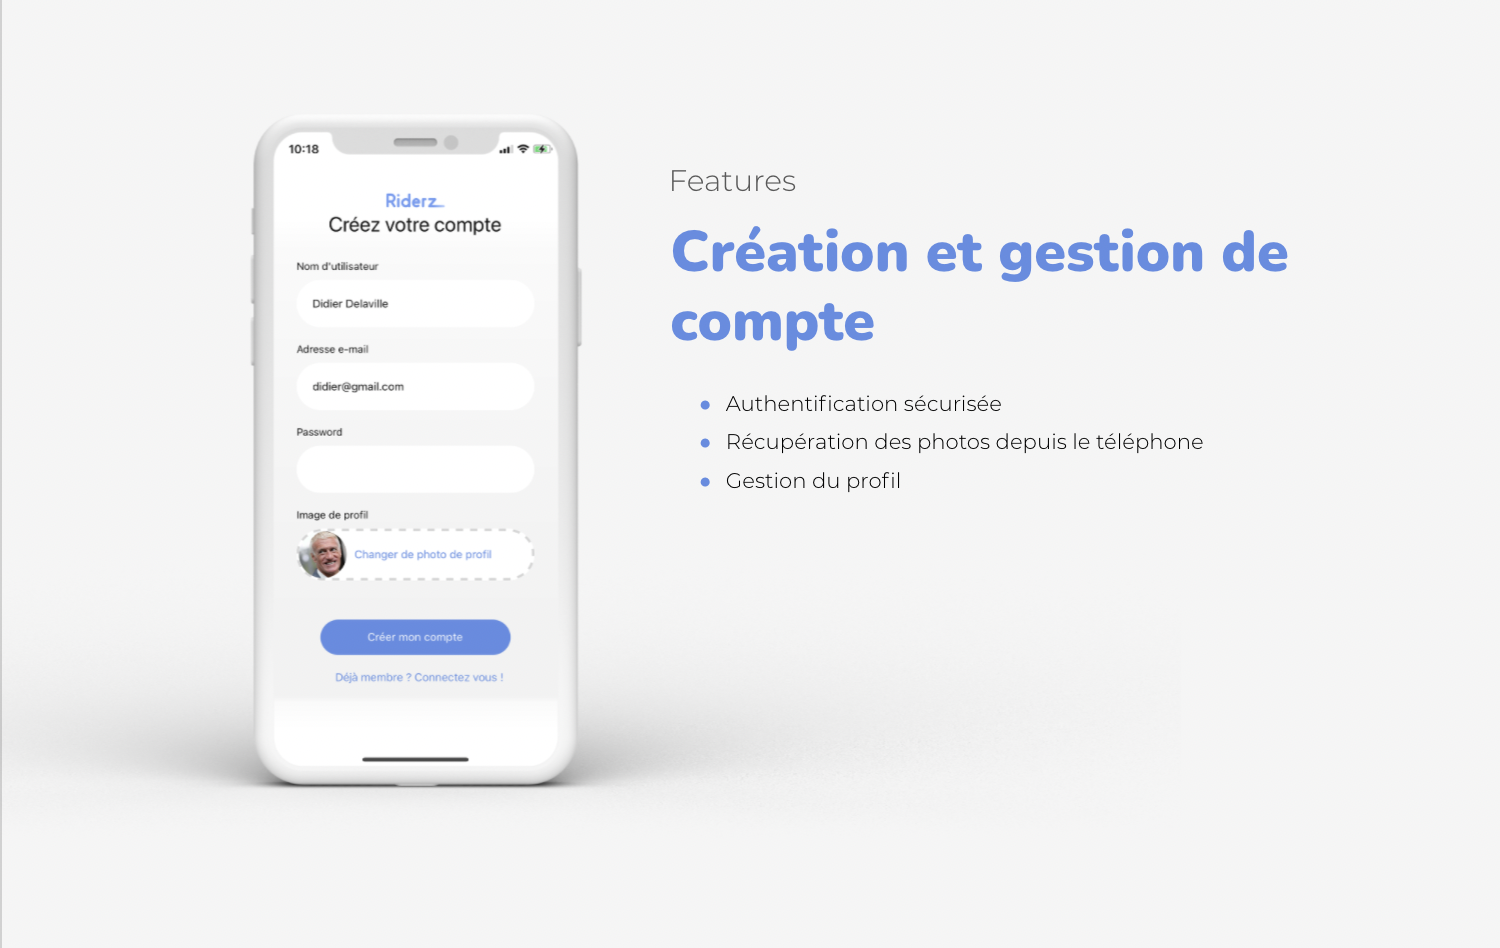 10:18
Riderz
Créez votre compte
Nom d'utilisateur
Didier Delaville
Adresse e-mail
didier@gmail.com
Password
Image de profil
Changer de photo de profil
Créer mon compte
Déjà membre ? Connectez vous !
Features
Création et gestion de
compte
Authentification sécurisée
Récupération des photos depuis le téléphone
Gestion du profil